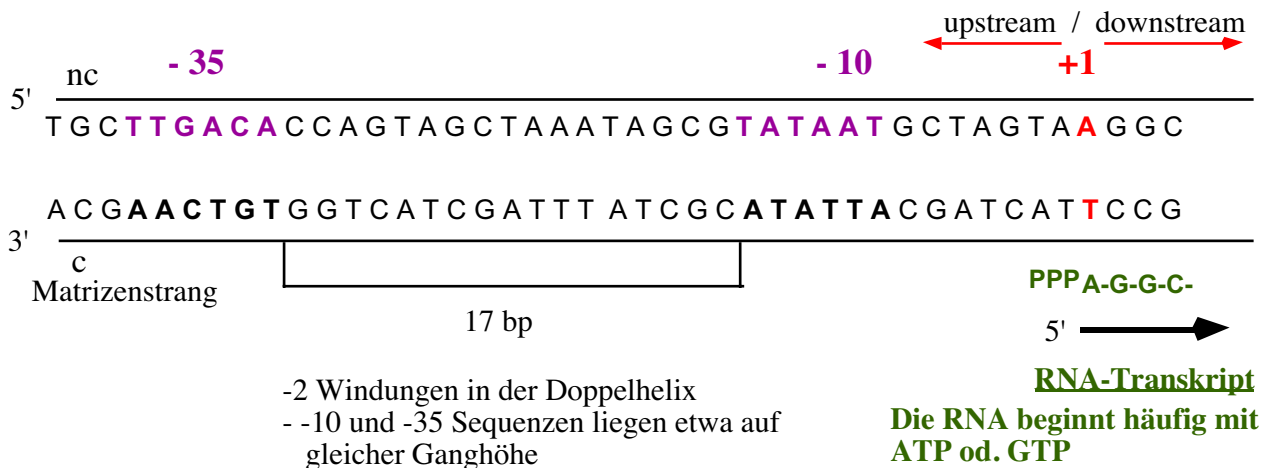 upstream / downstream
nc - 35 - 10 +1
5'
T G C T T G A C A C C A G T A G C T A A A T A G C G T A T A A T G C T A G T A A G G C
A C G A A C T G T G G T C A T C G A T T T A T C G C A T A T T A C G A T C A T T C C G
3'
c
Matrizenstrang
PPPA-G-G-C-
17 bp
5'
-2 Windungen in der Doppelhelix
RNA-Transkript
- -10 und -35 Sequenzen liegen etwa auf
gleicher Ganghöhe
Die RNA beginnt häufig mit
ATP od. GTP